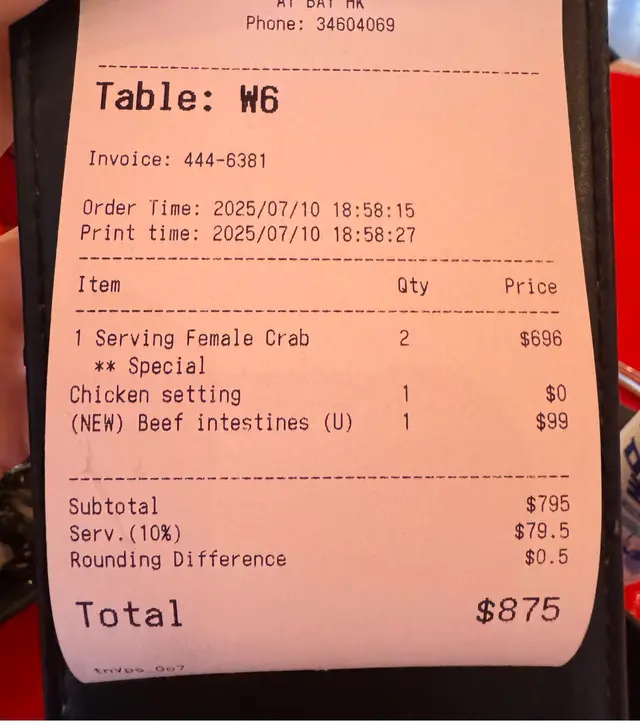 Phone: 34604069
Table: W6
Invoice: 444-6381
Order Time: 2025/07/10 18:58:15
Print time: 2025/07/10 18:58:27
Item Qty Price
1 Serving Female Crab 2 $696
** Special
Chicken setting 1 $0
(NEW) Beef intestines (U) 1 $99
Subtotal $795
Serv.(10%) $79.5
Rounding Difference $0.5
Total $875